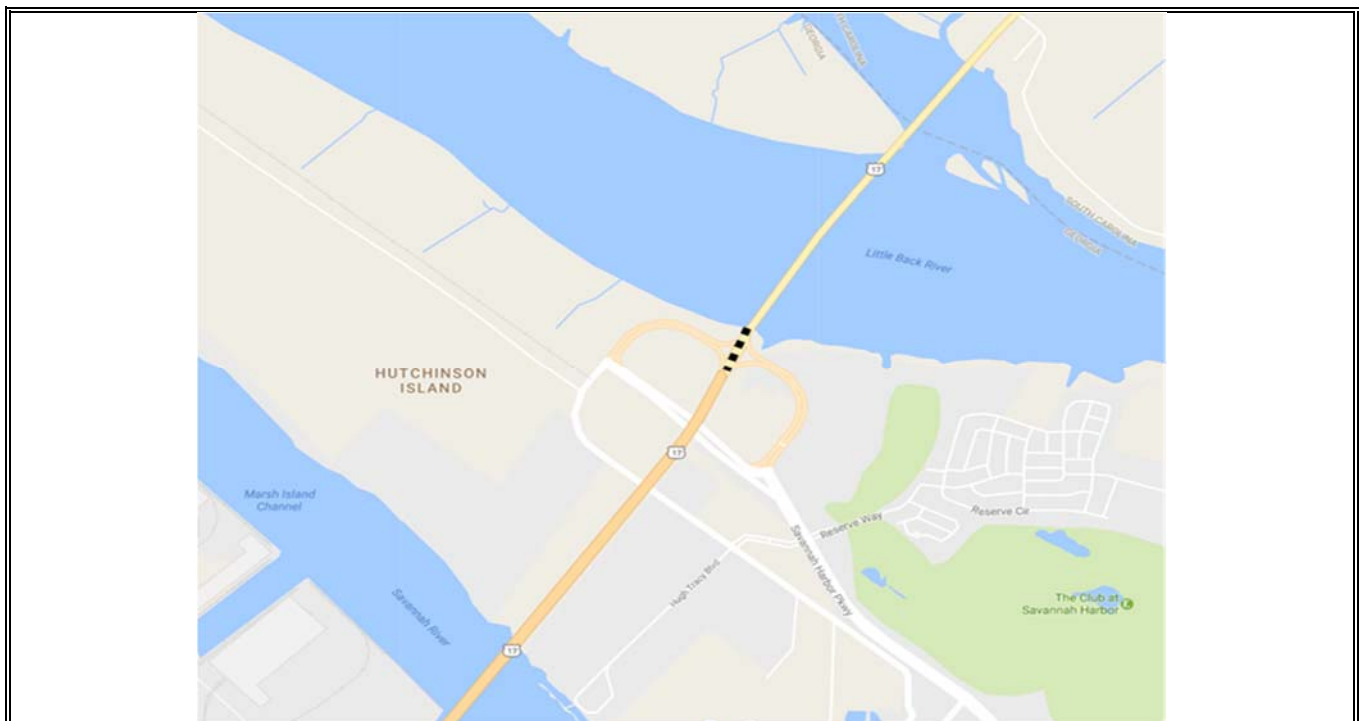 GEORGIA
SOUTH CAROLINA
17
SOUTH CAROLINA
GEORGIA
Little Back River
HUTCHINSON
ISLAND
17
Marsh Island
Channel
Reserve Way
Reserve Cir
Savannah Harbor Pkwy
Hugh Tracy Blvd
Savannah River
The Club at
Savannah Harbor
17